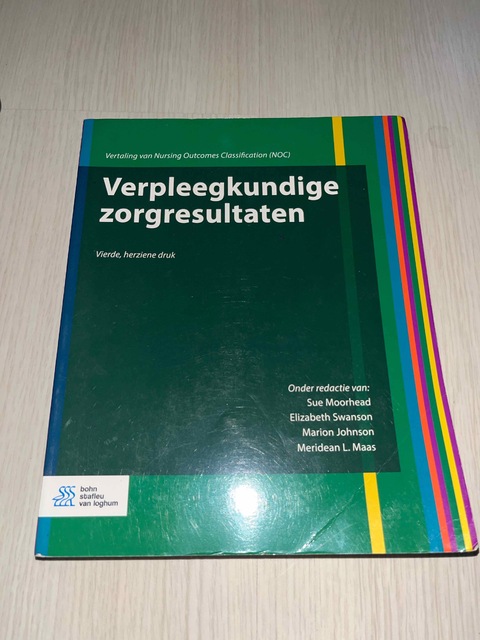 Vertaling van Nursing Outcomes Classification (NOC)
Verpleegkundige
zorgresultaten
Vierde, herziene druk
Onder redactie van:
Sue Moorhead
Elizabeth Swanson
Marion Johnson
Meridean L. Maas
bohn
stafleu
van loghum